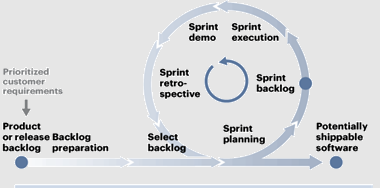 Sprint
demo
Sprint
execution
Prioritized
customer
requirements
Sprint
retro-
spective
Sprint
backlog
Product
or release
backlog
Backlog
preparation
Select
backlog
Sprint
planning
Potentially
shippable
software